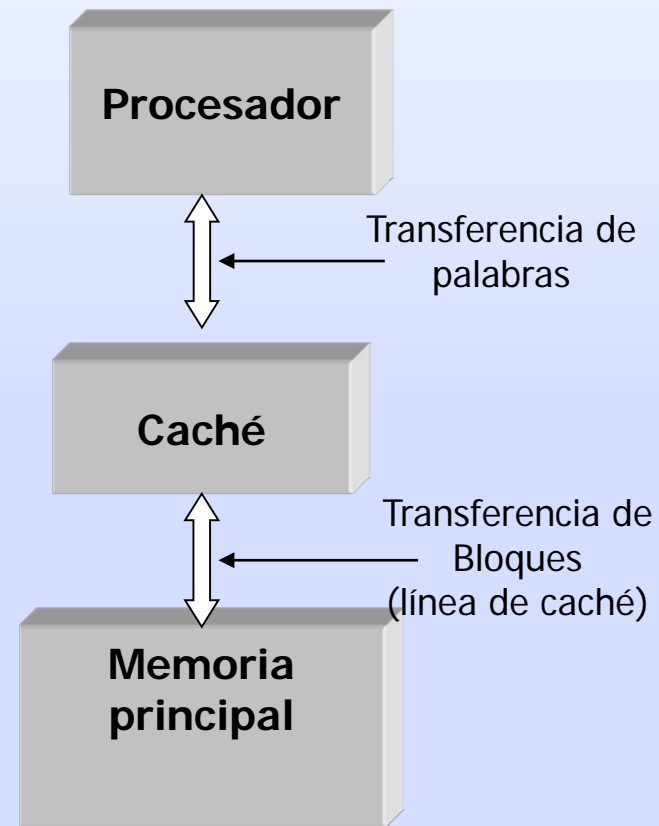 Procesador
Transferencia de
palabras
Caché
Transferencia de
Bloques
(línea de caché)
Memoria
principal